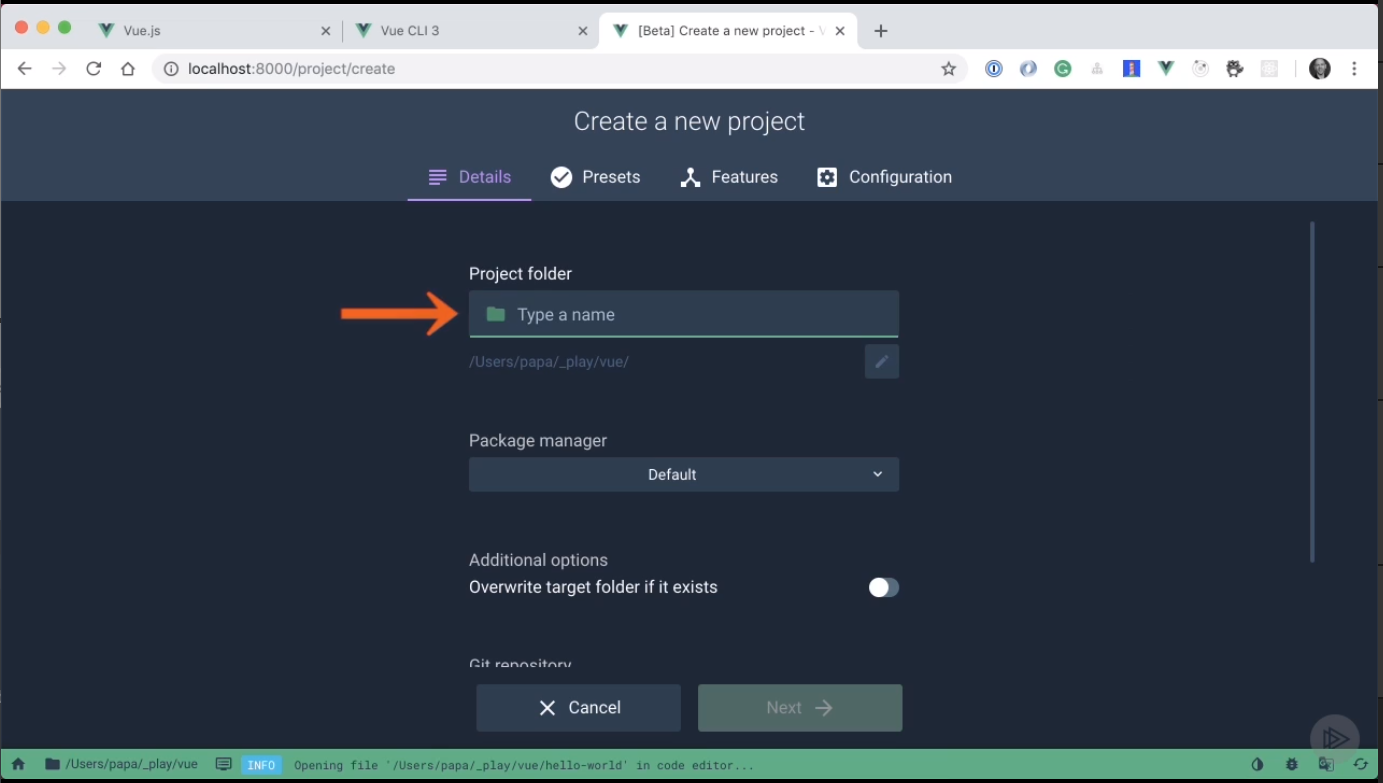 Vue.js
Vue CLI 3
[Beta] Create a new project - V
localhost:8000/project/create
Create a new project
Details Presets Features Configuration
Project folder
Type a name
/Users/papa/_play/vue/
Package manager
Default
Additional options
Overwrite target folder if it exists
Git repository
Cancel Next
/Users/papa/_play/vue INFO Opening file '/Users/papa/_play/vue/hello-world' in code editor...